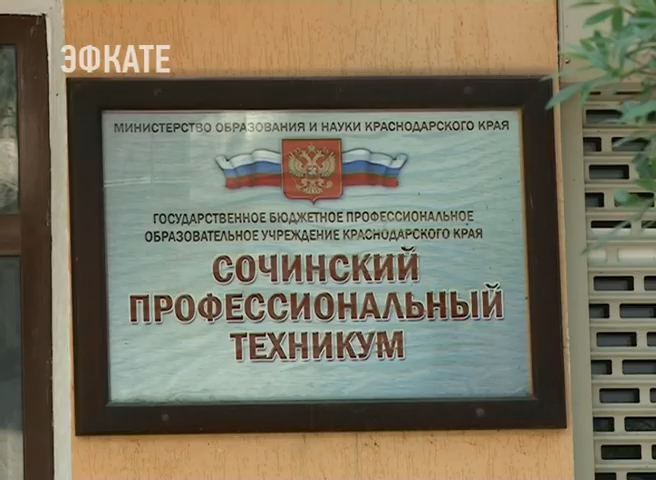 ЭФКАТЕ
МИНИСТЕРСТВО ОБРАЗОВАНИЯ И НАУКИ КРАСНОДАРСКОГО КРАЯ
ГОСУДАРСТВЕННОЕ БЮДЖЕТНОЕ ПРОФЕССИОНАЛЬНОЕ
ОБРАЗОВАТЕЛЬНОЕ УЧРЕЖДЕНИЕ КРАСНОДАРСКОГО КРАЯ
СОЧИНСКИЙ
ПРОФЕССИОНАЛЬНЫЙ
ТЕХНИКУМ